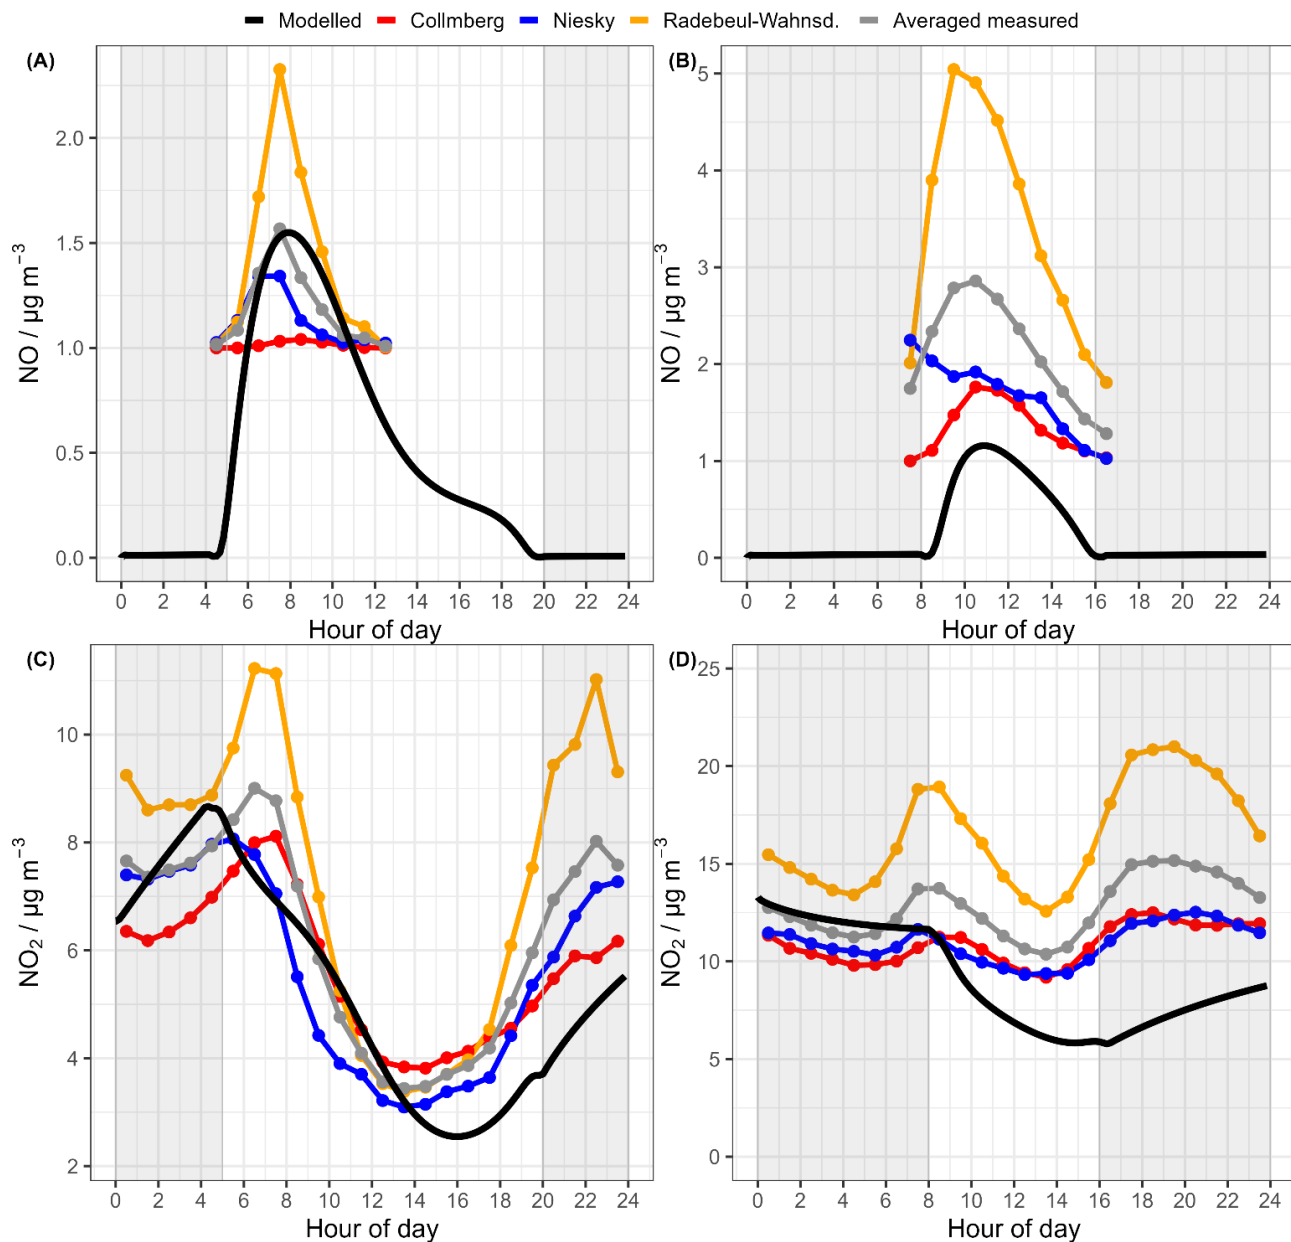 Modelled Collmberg Niesky Radebeul-Wahnsd. Averaged measured
(A)
NO / µg m⁻³
2.0
1.5
1.0
0.5
0.0
0 2 4 6 8 10 12 14 16 18 20 22 24
Hour of day
(B)
NO / µg m⁻³
5
4
3
2
1
0
0 2 4 6 8 10 12 14 16 18 20 22 24
Hour of day
(C)
NO₂ / µg m⁻³
10
8
6
4
2
0 2 4 6 8 10 12 14 16 18 20 22 24
Hour of day
(D)
NO₂ / µg m⁻³
25
20
15
10
5
0
0 2 4 6 8 10 12 14 16 18 20 22 24
Hour of day